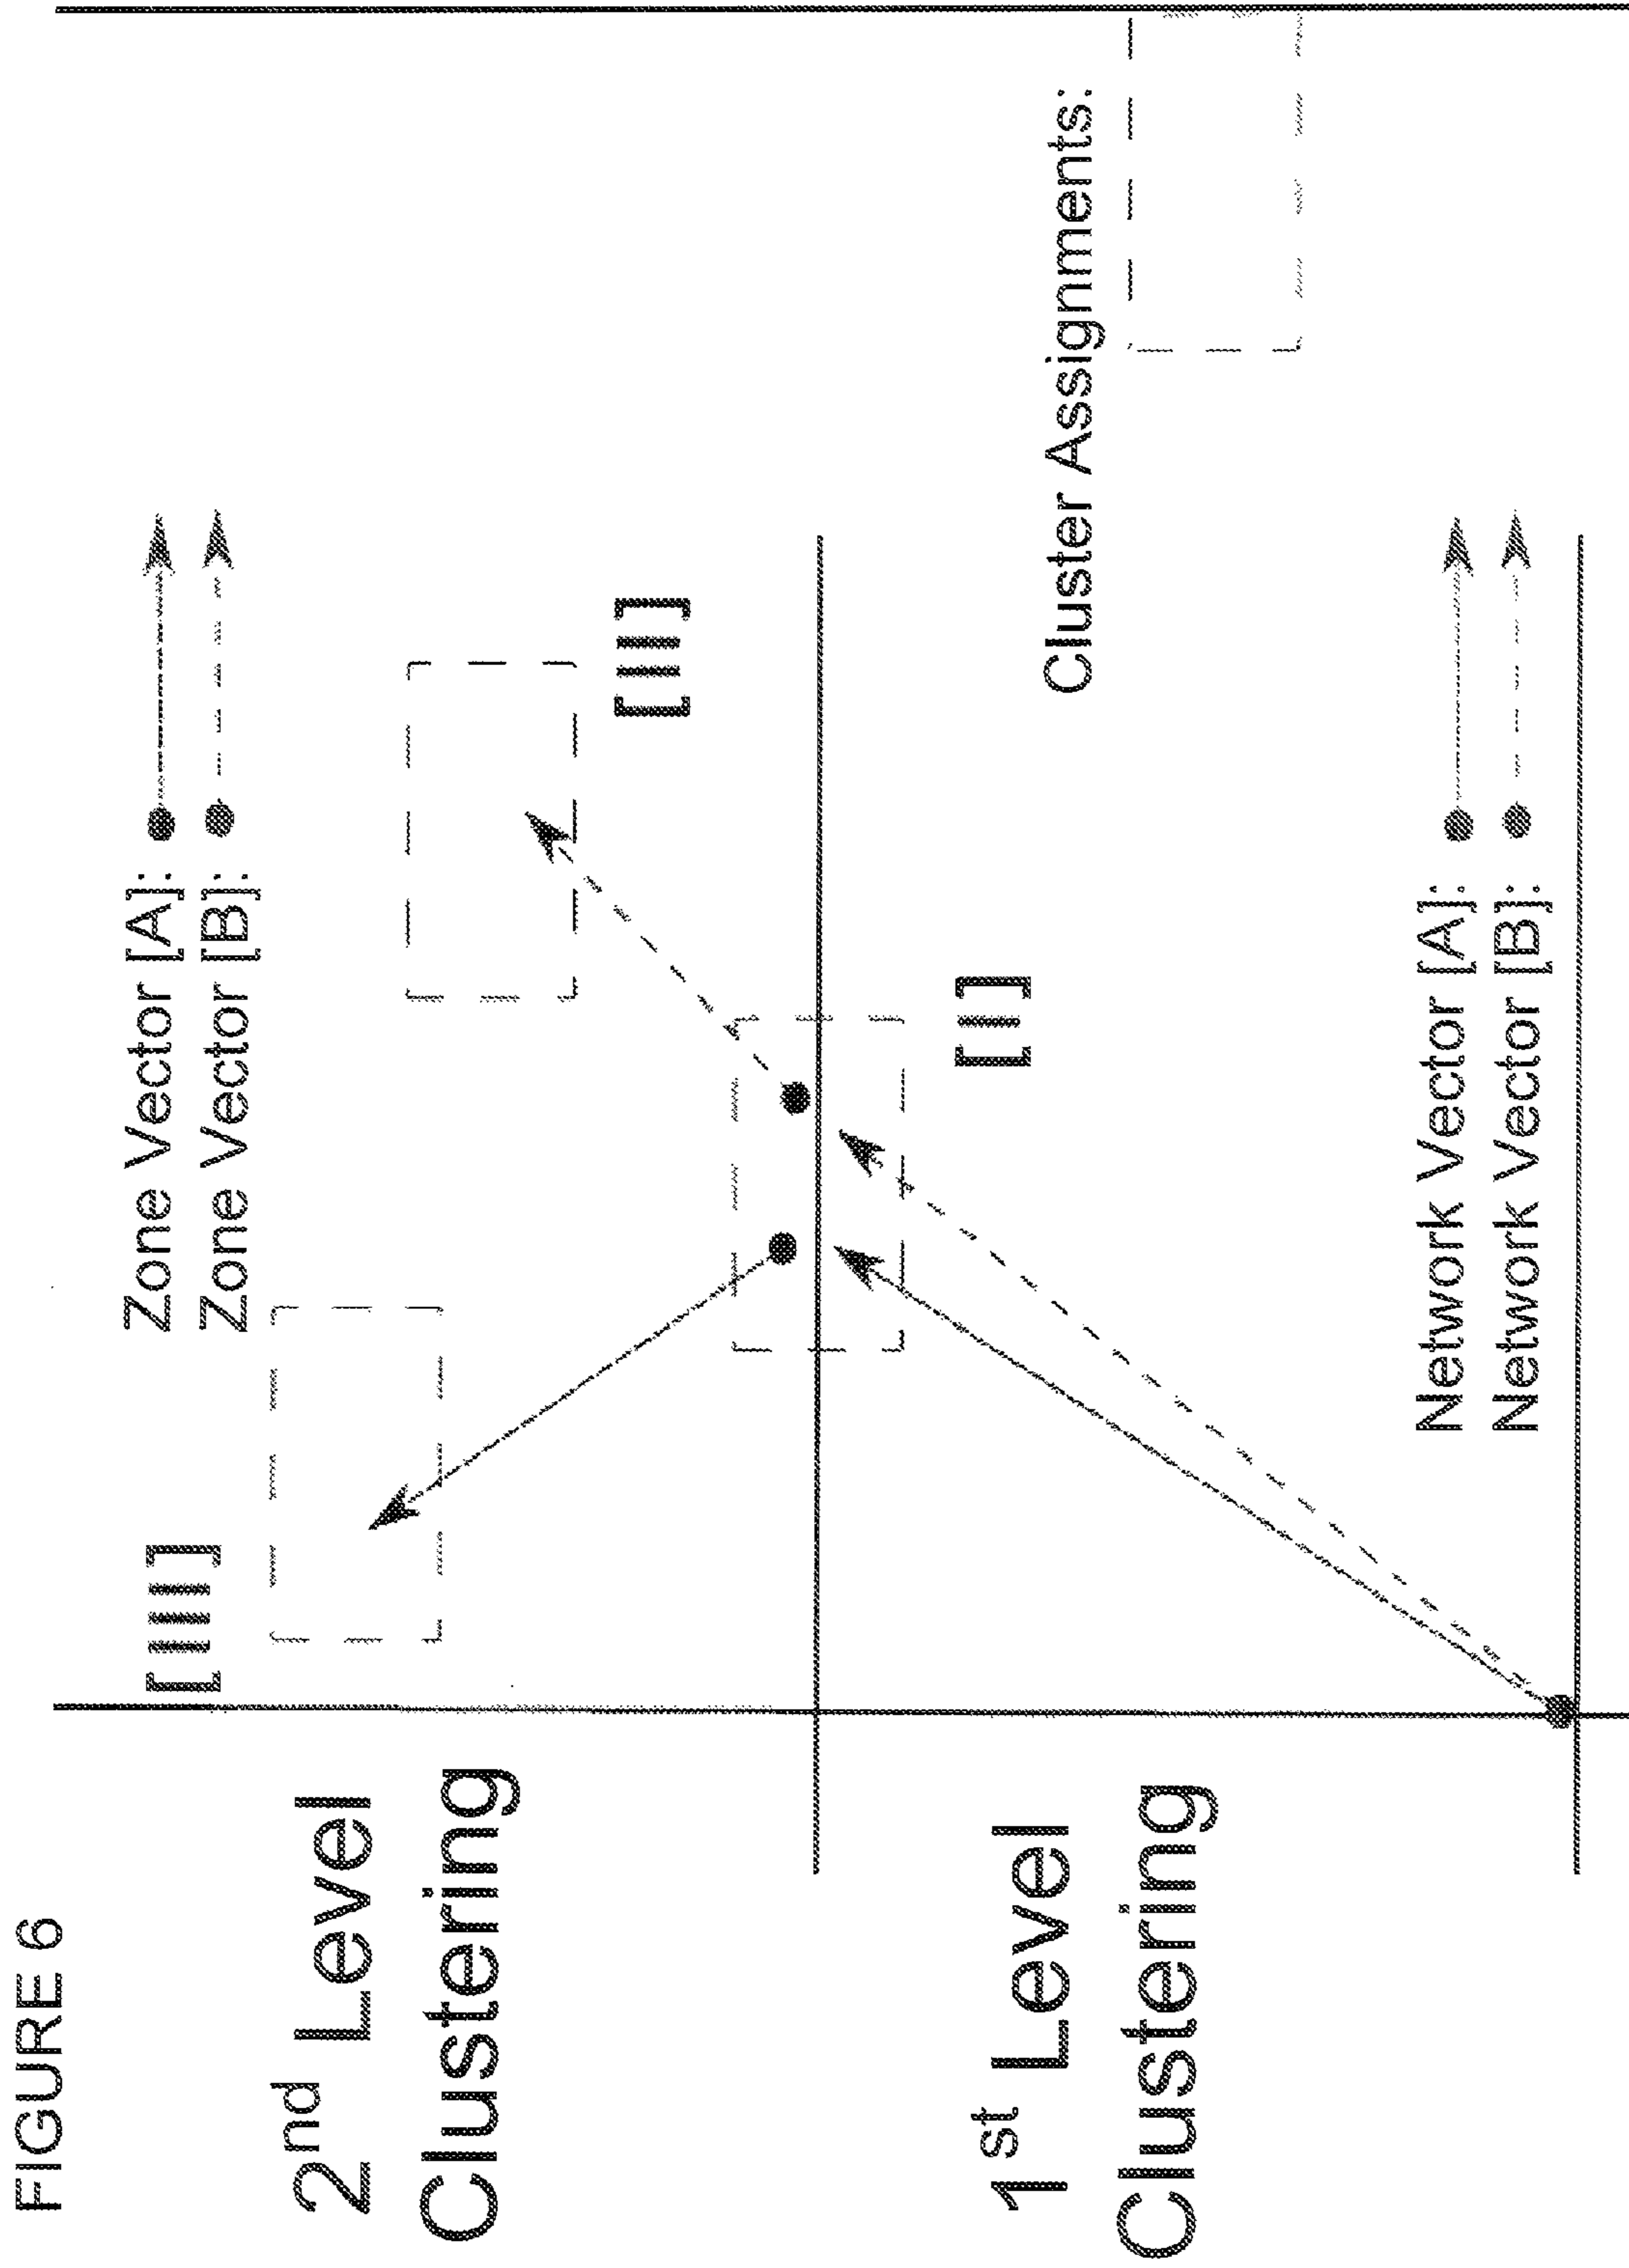 FIGURE 6
2nd Level
Clustering
[III]
Zone Vector [A]:
Zone Vector [B]:
[II]
1st Level
Clustering
[I]
Cluster Assignments:
Network Vector [A]:
Network Vector [B]: